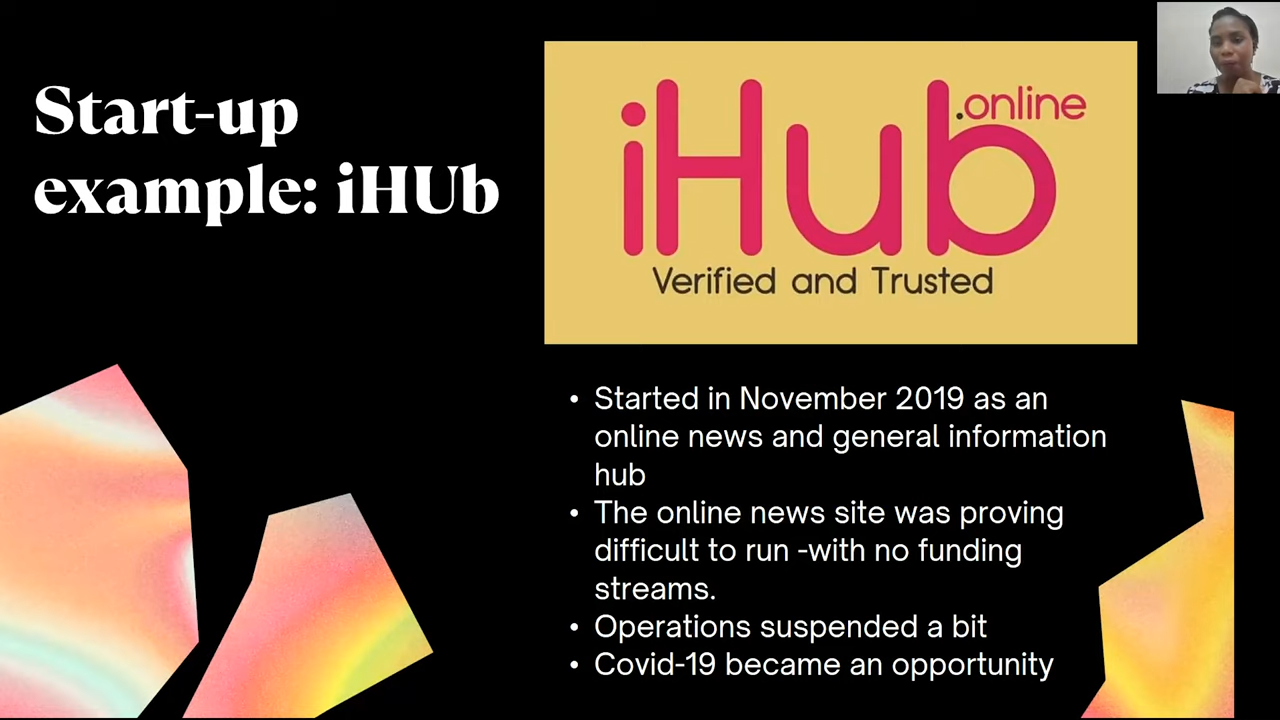 Start-up
example: iHUb
iHub
.online
Verified and Trusted
• Started in November 2019 as an
online news and general information
hub
• The online news site was proving
difficult to run -with no funding
streams.
• Operations suspended a bit
• Covid-19 became an opportunity